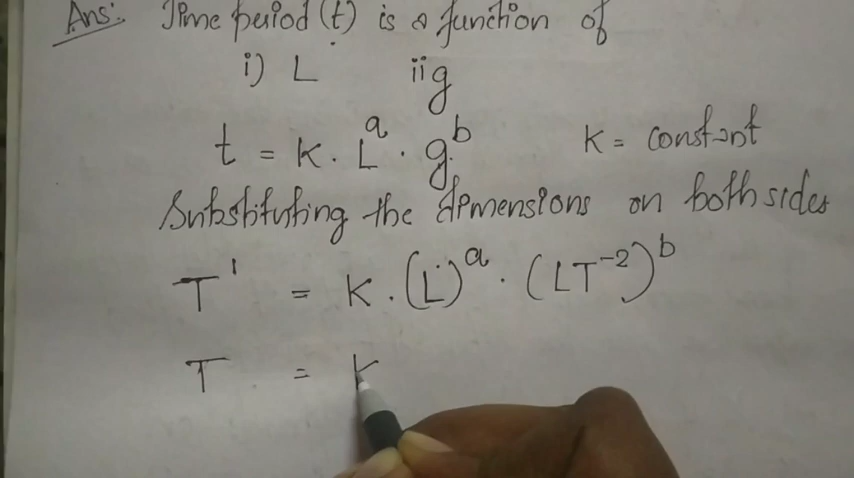 Ans: Time period (t) is a function of
i) L ii g
t = K. L^a . g^b K = constant
Substituting the dimensions on both sides
T^1 = K. (L)^a . (LT^-2)^b
T = K